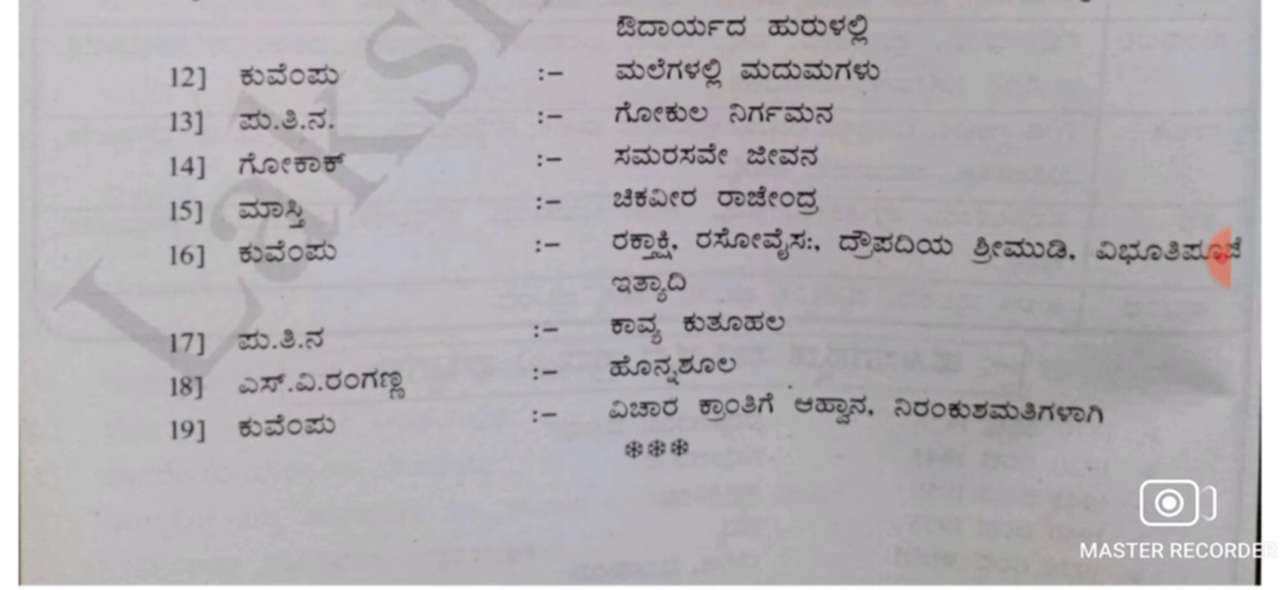 ಔದಾರ್ಯದ ಹುರುಳಲ್ಲಿ
12] ಕುವೆಂಪು :– ಮಲೆಗಳಲ್ಲಿ ಮದುಮಗಳು
13] ಪು.ತಿ.ನ. :– ಗೋಕುಲ ನಿರ್ಗಮನ
14] ಗೋಕಾಕ್ :– ಸಮರಸವೇ ಜೀವನ
15] ಮಾಸ್ತಿ :– ಚಿಕವೀರ ರಾಜೇಂದ್ರ
16] ಕುವೆಂಪು :– ರಕ್ತಾಕ್ಷಿ, ರಸೋವೈಸಃ, ದ್ರೌಪದಿಯ ಶ್ರೀಮುಡಿ, ವಿಭೂತಿಪೂಜೆ
ಇತ್ಯಾದಿ
17] ಪು.ತಿ.ನ :– ಕಾವ್ಯ ಕುತೂಹಲ
18] ಎಸ್.ವಿ.ರಂಗಣ್ಣ :– ಹೊನ್ನಶೂಲ
19] ಕುವೆಂಪು :– ವಿಚಾರ ಕ್ರಾಂತಿಗೆ ಆಹ್ವಾನ, ನಿರಂಕುಶಮತಿಗಳಾಗಿ
❊❊❊
MASTER RECORDER